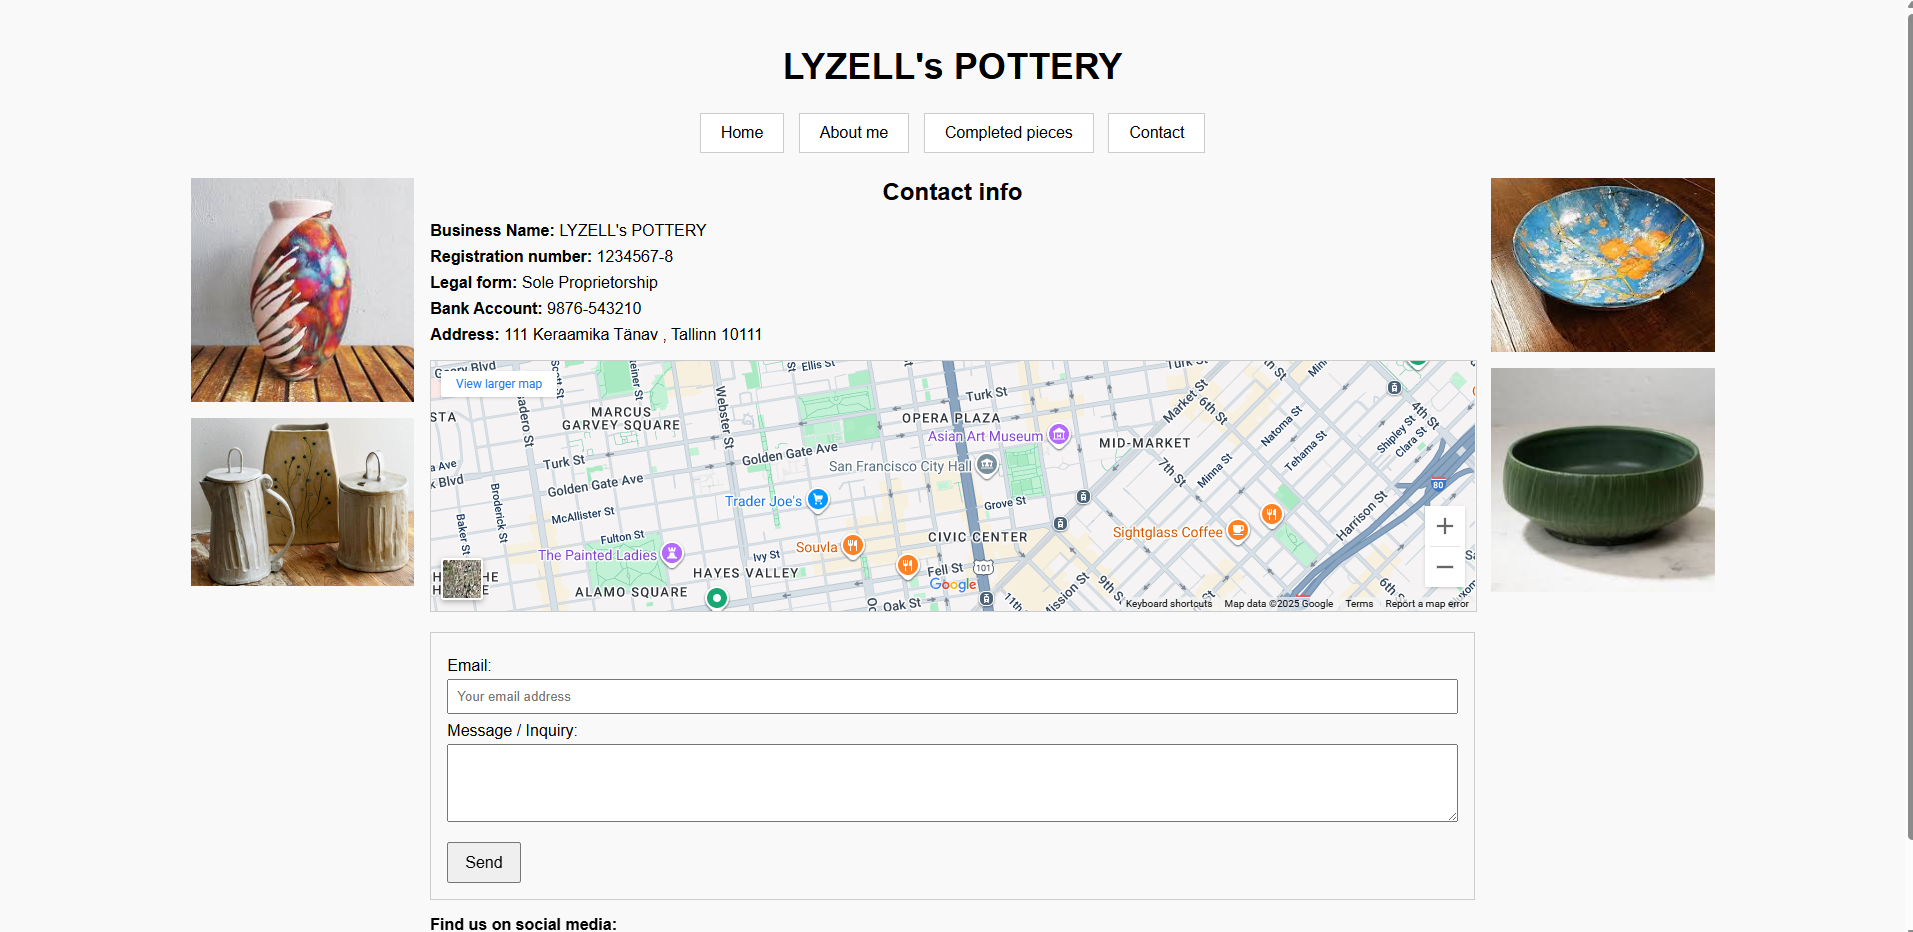 LYZELL's POTTERY
Home
About me
Completed pieces
Contact
Contact info
Business Name: LYZELL's POTTERY
Registration number: 1234567-8
Legal form: Sole Proprietorship
Bank Account: 9876-543210
Address: 111 Keraamika Tänav , Tallinn 10111
View larger map
Ellis St
Turk St
Webster St
MARCUS
GARVEY SQUARE
OPERA PLAZA
Turk St
Market St
6th St
4th St
Natoma St
Shipley St
Clara St
Asian Art Museum
MID-MARKET
Tehama St
Golden Gate Ave
San Francisco City Hall
7th St
Minna St
Turk St
Golden Gate Ave
Broderick St
Trader Joe's
Grove St
80
Harrison St
McAllister St
Baker St
Fulton St
Sightglass Coffee
CIVIC CENTER
The Painted Ladies
Ivy St
Souvla
HAYES VALLEY
Fell St
101
9th St
6th St
Google
ALAMO SQUARE
Oak St
11th
Keyboard shortcuts
Map data ©2025 Google
Terms
Report a map error
Email:
Your email address
Message / Inquiry:
Send
Find us on social media: